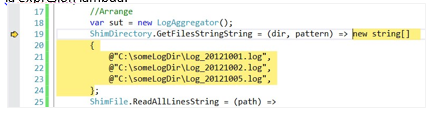 17 //Arrange
18 var sut = new LogAggregator();
19 ShimDirectory.GetFilesStringString = (dir, pattern) => new string[]
20 {
21 @"C:\someLogDir\Log_20121001.log",
22 @"C:\someLogDir\Log_20121002.log",
23 @"C:\someLogDir\Log_20121005.log",
24 };
25 ShimFile.ReadAllLinesString = (path) =>